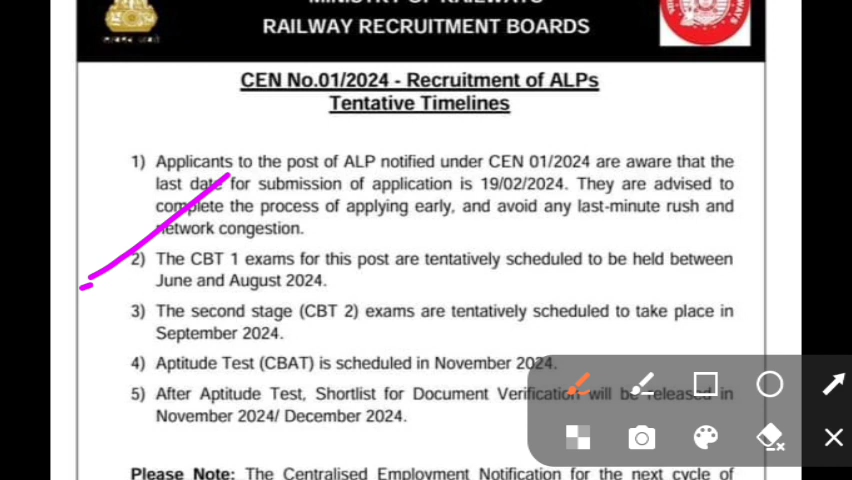 MINISTRY OF RAILWAYS
RAILWAY RECRUITMENT BOARDS
CEN No.01/2024 - Recruitment of ALPs
Tentative Timelines
1) Applicants to the post of ALP notified under CEN 01/2024 are aware that the
last date for submission of application is 19/02/2024. They are advised to
complete the process of applying early, and avoid any last-minute rush and
network congestion.
2) The CBT 1 exams for this post are tentatively scheduled to be held between
June and August 2024.
3) The second stage (CBT 2) exams are tentatively scheduled to take place in
September 2024.
4) Aptitude Test (CBAT) is scheduled in November 2024.
5) After Aptitude Test, Shortlist for Document Verification will be released in
November 2024/ December 2024.
Please Note: The Centralised Employment Notification for the next cycle of